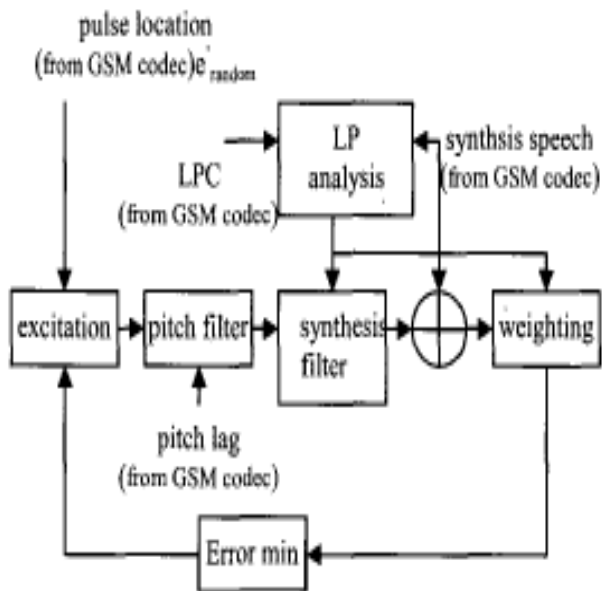 pulse location
(from GSM codec)e'random
LP
analysis
synthsis speech
(from GSM codec)
LPC
(from GSM codec)
excitation
pitch filter
synthesis
filter
weighting
pitch lag
(from GSM codec)
Error min